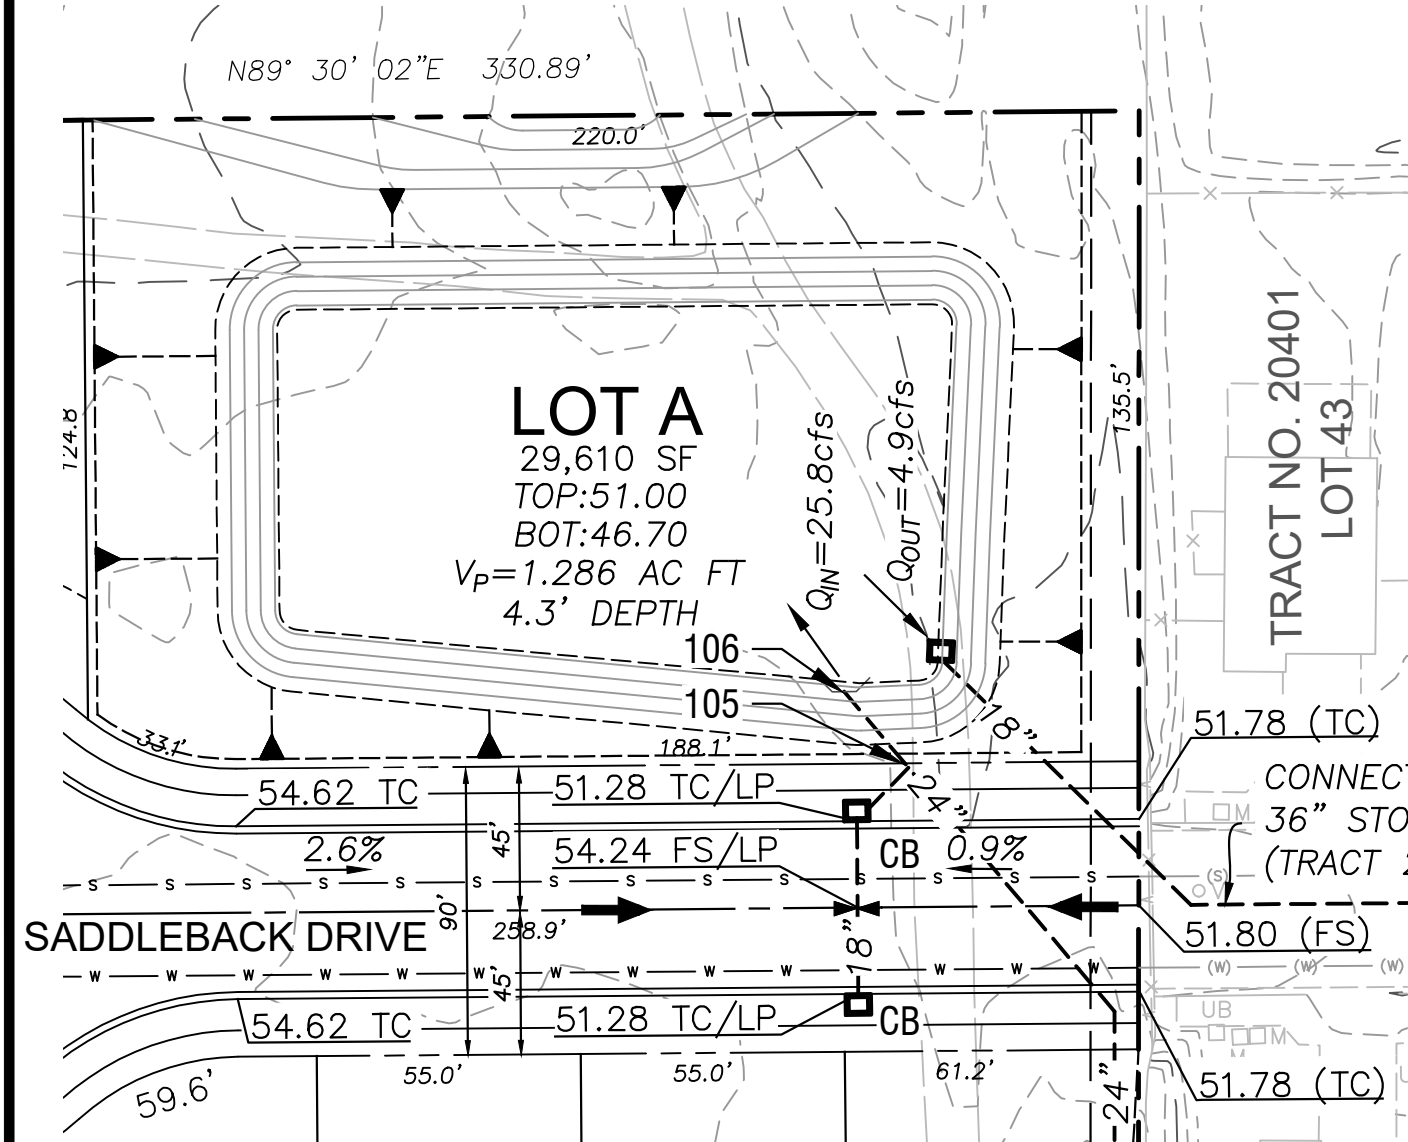 N89° 30' 02"E 330.89'
220.0'
124.8
135.5'
TRACT NO. 20401
LOT 43
LOT A
29,610 SF
TOP:51.00
BOT:46.70
VP=1.286 AC FT
4.3' DEPTH
QIN=25.8cfs
QOUT=4.9cfs
106
105
18"
33.1'
188.1'
51.78 (TC)
CONNECT
36" STO
(TRACT 2
54.62 TC
51.28 TC/LP
24"
M
2.6%
45'
54.24 FS/LP
CB
0.9%
S S S S S S S S S S S S S S (S)
OV
90'
258.9'
SADDLEBACK DRIVE
18"
51.80 (FS)
W W W W W W W W W W W W W W (W) (W) (W)
45'
54.62 TC
51.28 TC/LP
CB
UB
M
M
55.0'
55.0'
61.2'
59.6'
24"
51.78 (TC)